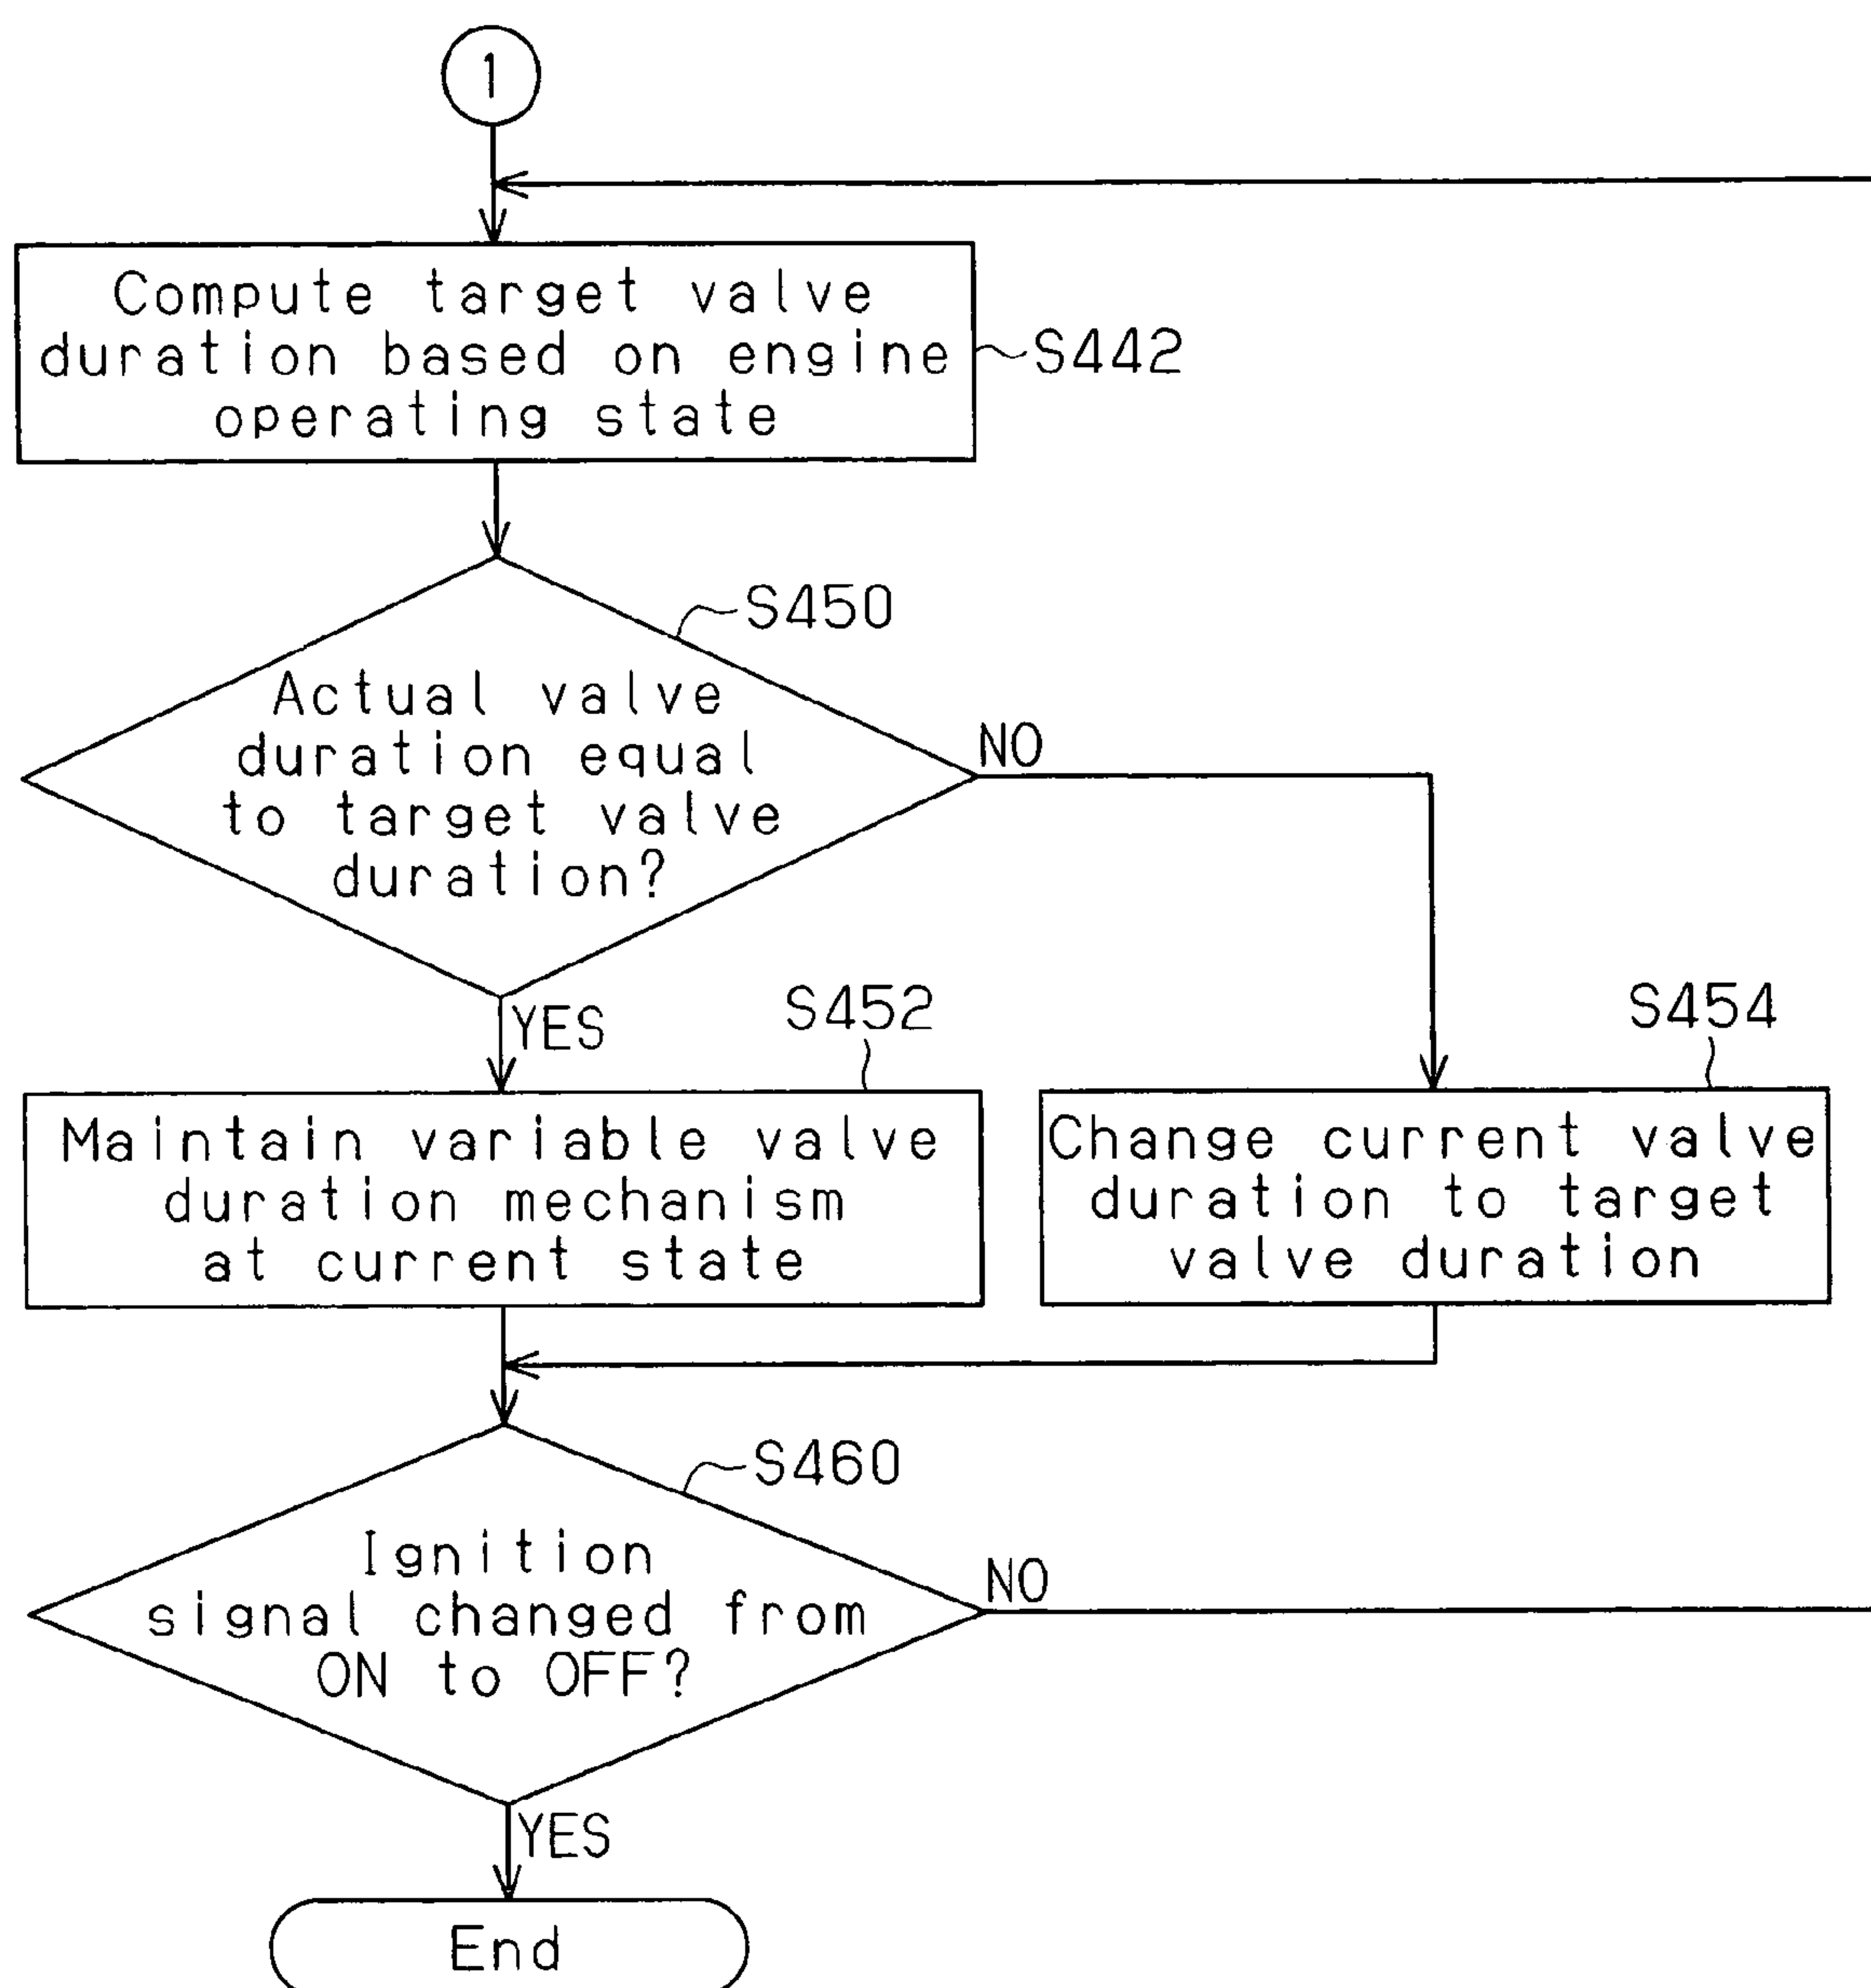 1
Compute target valve
duration based on engine
operating state
S442
S450
Actual valve
duration equal
to target valve
duration?
NO
YES
S452
S454
Maintain variable valve
duration mechanism
at current state
Change current valve
duration to target
valve duration
S460
Ignition
signal changed from
ON to OFF?
NO
YES
End